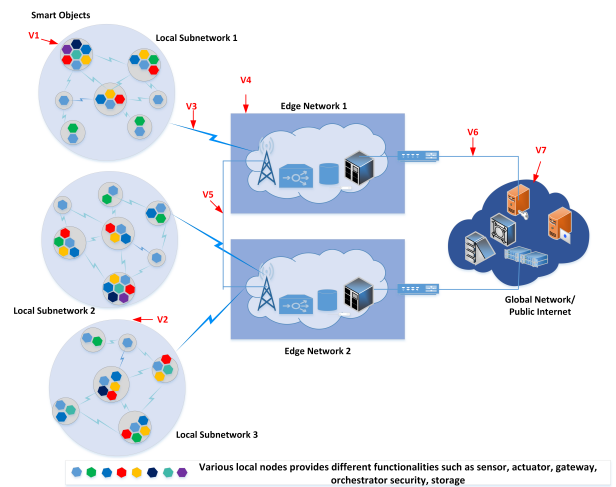 Smart Objects
V1
Local Subnetwork 1
V3
V4
Edge Network 1
V6
V7
V5
Local Subnetwork 2
V2
Edge Network 2
Global Network/
Public Internet
Local Subnetwork 3
Various local nodes provides different functionalities such as sensor, actuator, gateway,
orchestrator security, storage